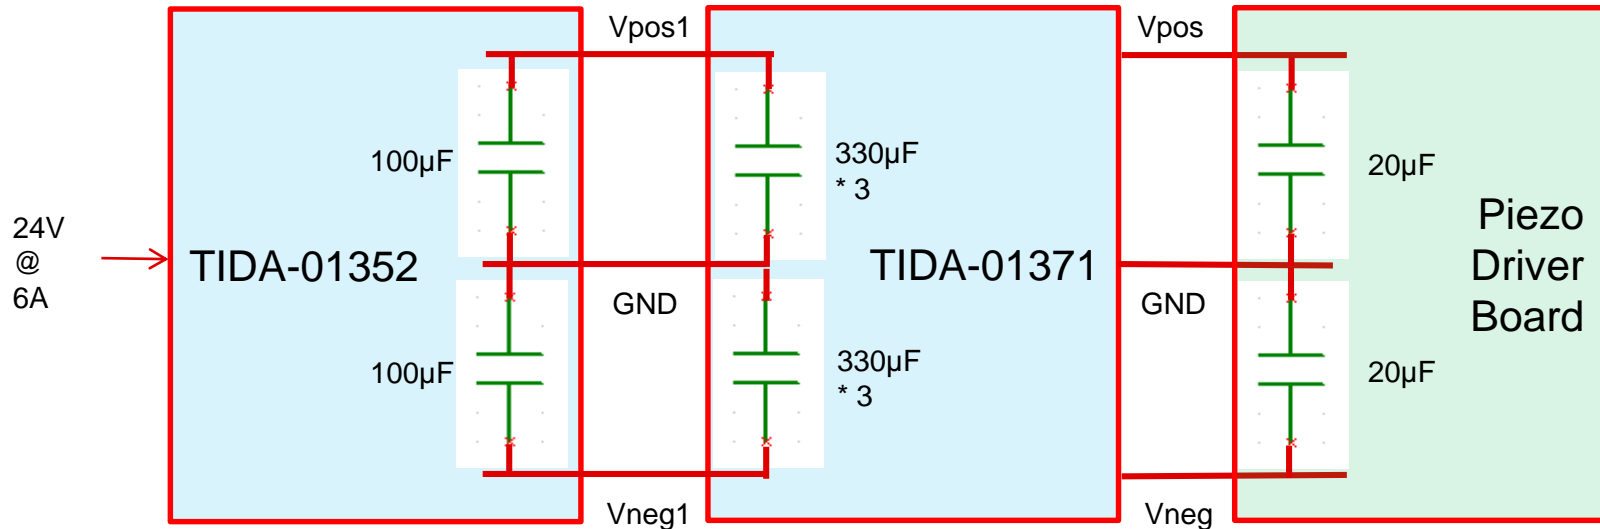 Vpos1
Vpos
100µF
330µF
* 3
20µF
24V
@
6A
TIDA-01352
TIDA-01371
Piezo
Driver
Board
GND
GND
100µF
330µF
* 3
20µF
Vneg1
Vneg